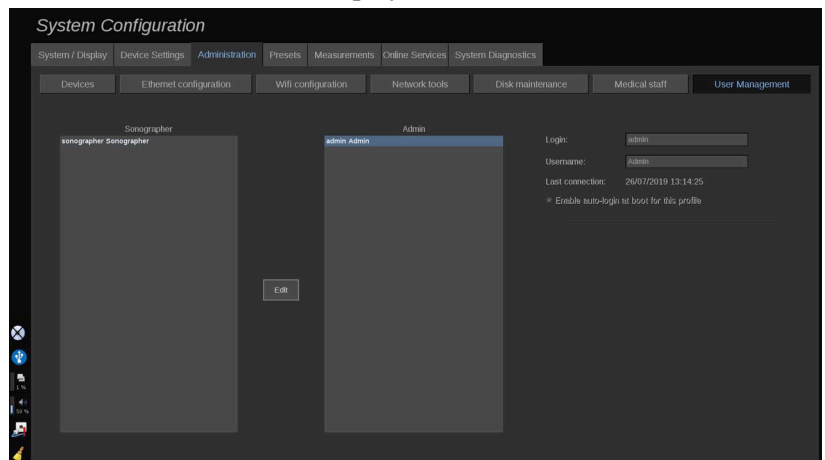 System Configuration
System / Display Device Settings Administration Presets Measurements Online Services System Diagnostics
Devices Ethernet configuration Wifi configuration Network tools Disk maintenance Medical staff User Management
Sonographer
sonographer Sonographer
Admin
admin Admin
Edit
Login: admin
Username: Admin
Last connection: 26/07/2019 13:14:25
Enable auto-login at boot for this profile
1 %
50 %